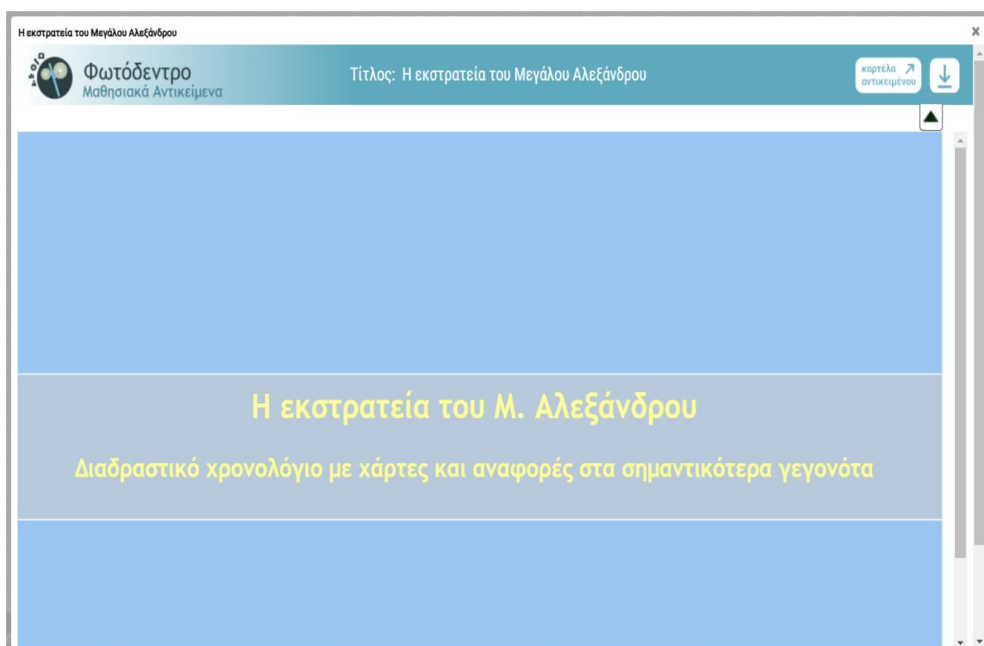 Η εκστρατεία του Μεγάλου Αλεξάνδρου
x
Φωτόδεντρο
Μαθησιακά Αντικείμενα
Τίτλος: Η εκστρατεία του Μεγάλου Αλεξάνδρου
καρτέλα
αντικειμένου
Η εκστρατεία του Μ. Αλεξάνδρου
Διαδραστικό χρονολόγιο με χάρτες και αναφορές στα σημαντικότερα γεγονότα